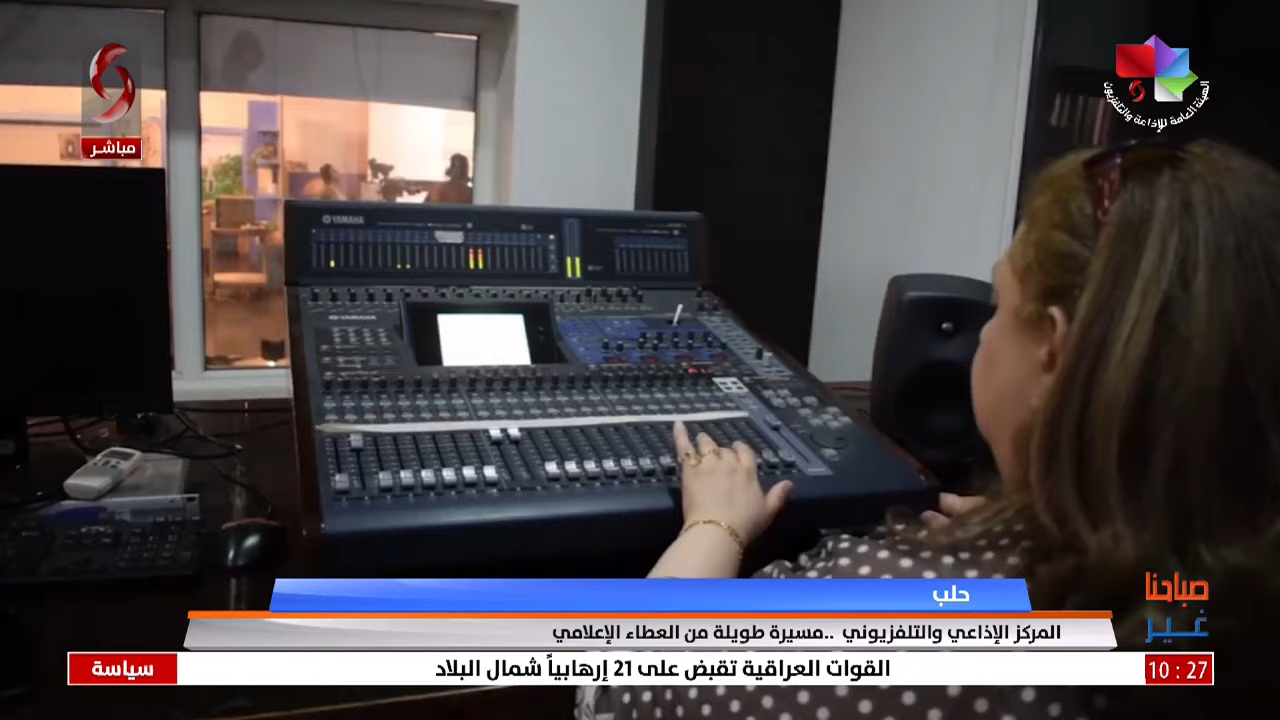 مباشر
الهيئة العامة للإذاعة والتلفزيون
YAMAHA
YAMAHA
حلب
المركز الإذاعي والتلفزيوني ..مسيرة طويلة من العطاء الإعلامي
صباحنا
غير
سياسة
القوات العراقية تقبض على 21 إرهابياً شمال البلاد
10 : 27